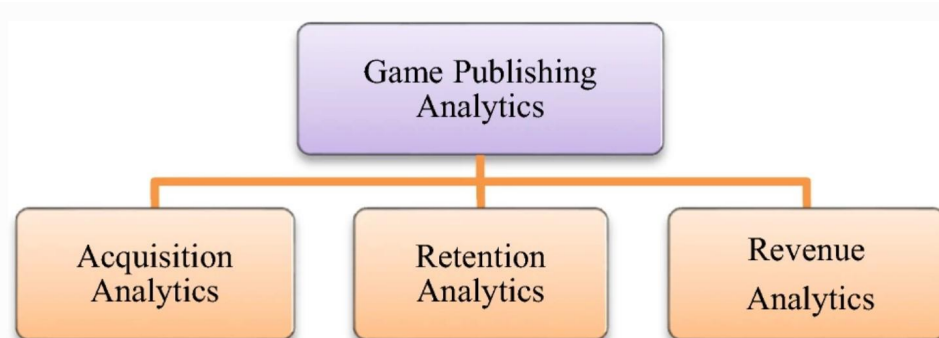 Game Publishing
Analytics
Acquisition
Analytics
Retention
Analytics
Revenue
Analytics